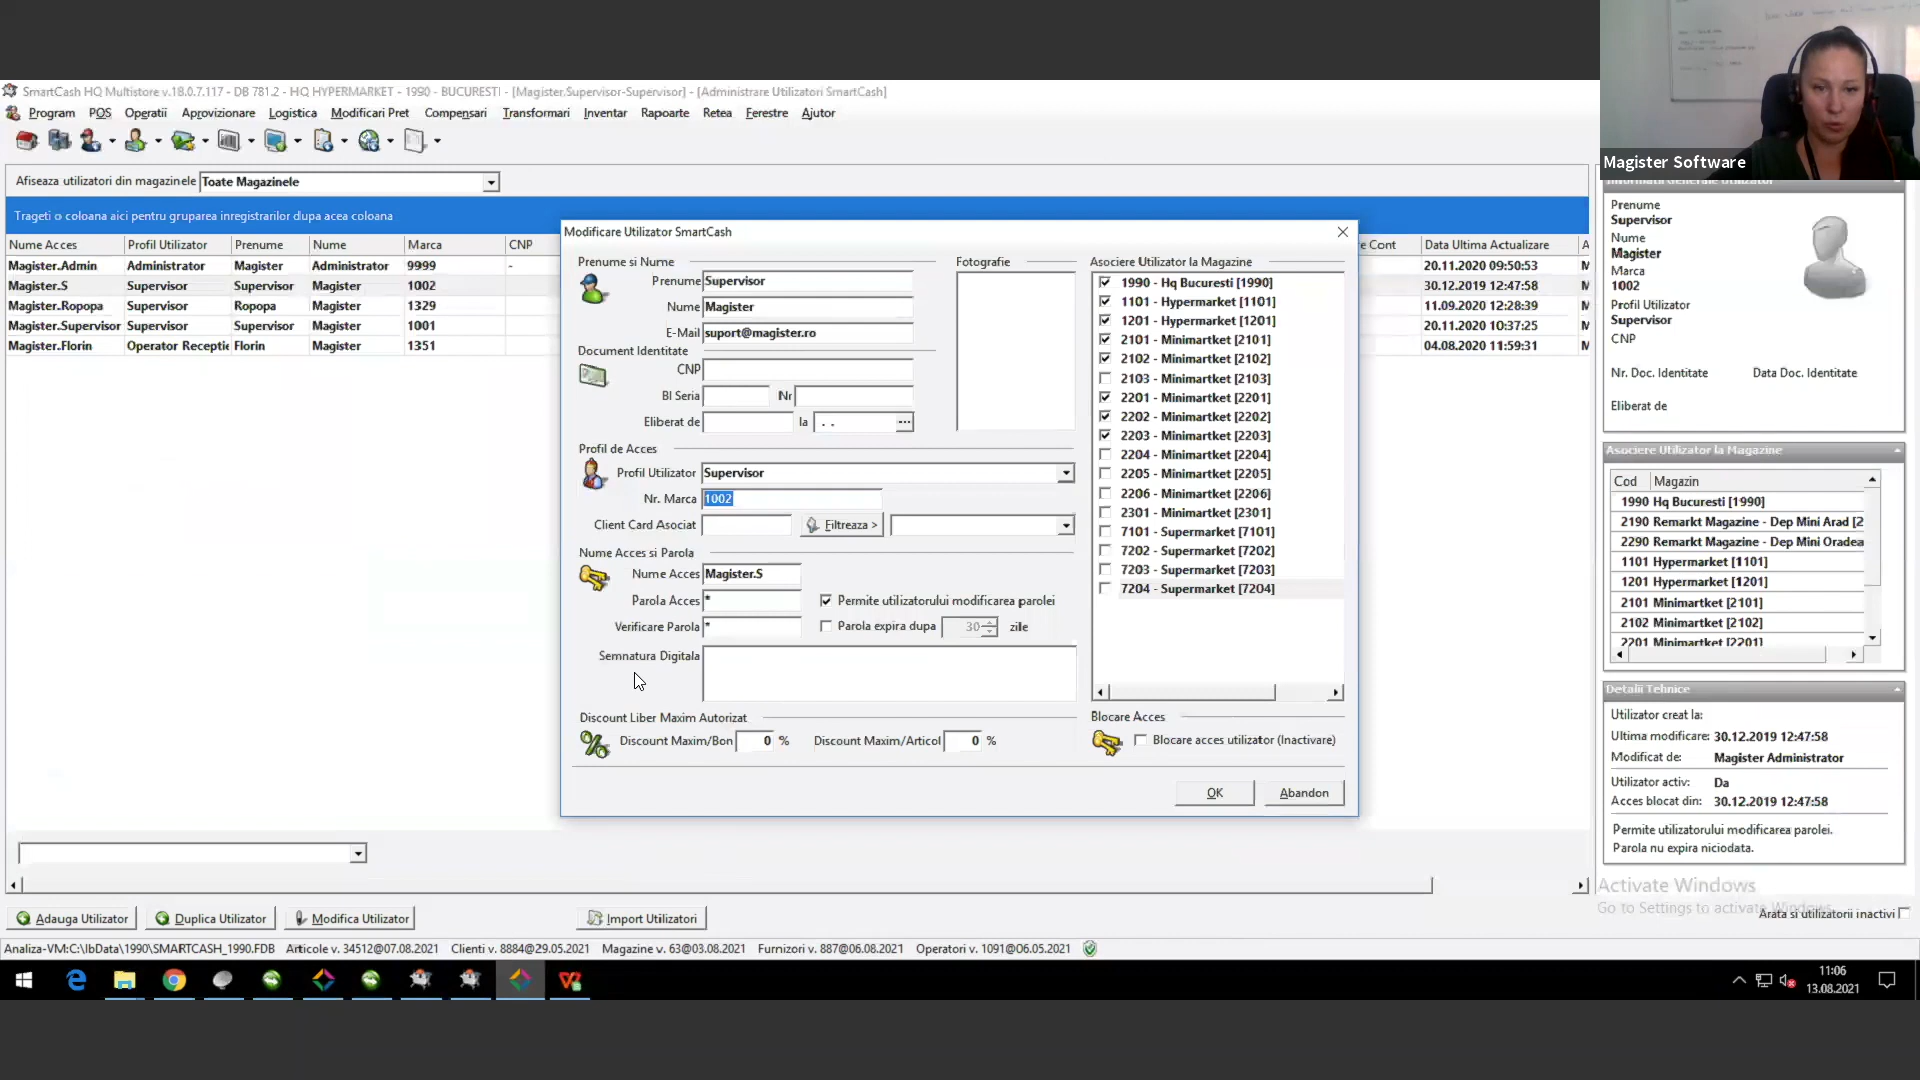 Magister Software
SmartCash HQ Multistore v.18.0.7.117 - DB 781.2 - HQ HYPERMARKET - 1990 - BUCURESTI - [Magister.Supervisor-Supervisor] - [Administrare Utilizatori SmartCash]
Program POS Operatii Aprovizionare Logistica Modificari Pret Compensari Transformari Inventar Rapoarte Retea Ferestre Ajutor
Afiseaza utilizatori din magazinele Toate Magazinele
Trageti o coloana aici pentru gruparea inregistrarilor dupa acea coloana
Nume Acces Profil Utilizator Prenume Nume Marca CNP e Cont Data Ultima Actualizare A
Magister.Admin Administrator Magister Administrator 9999 - 20.11.2020 09:50:53 M
Magister.S Supervisor Supervisor Magister 1002 30.12.2019 12:47:58 M
Magister.Ropopa Supervisor Ropopa Magister 1329 11.09.2020 12:28:39 M
Magister.Supervisor Supervisor Supervisor Magister 1001 20.11.2020 10:37:25 M
Magister.Florin Operator Receptie Florin Magister 1351 04.08.2020 11:59:31 M
Modificare Utilizator SmartCash
Prenume si Nume
Prenume Supervisor
Nume Magister
E-Mail suport@magister.ro
Document Identitate
CNP
BI Seria Nr
Eliberat de la . .
Fotografie
Profil de Acces
Profil Utilizator Supervisor
Nr. Marca 1002
Client Card Asociat Filtreaza >
Nume Acces si Parola
Nume Acces Magister.S
Parola Acces * Permite utilizatorului modificarea parolei
Verificare Parola * Parola expira dupa 30 zile
Semnatura Digitala
Discount Liber Maxim Autorizat
Discount Maxim/Bon 0 % Discount Maxim/Articol 0 %
Asociere Utilizator la Magazine
1990 - Hq Bucuresti [1990]
1101 - Hypermarket [1101]
1201 - Hypermarket [1201]
2101 - Minimartket [2101]
2102 - Minimartket [2102]
2103 - Minimartket [2103]
2201 - Minimartket [2201]
2202 - Minimartket [2202]
2203 - Minimartket [2203]
2204 - Minimartket [2204]
2205 - Minimartket [2205]
2206 - Minimartket [2206]
2301 - Minimartket [2301]
7101 - Supermarket [7101]
7202 - Supermarket [7202]
7203 - Supermarket [7203]
7204 - Supermarket [7204]
Blocare Acces
Blocare acces utilizator (Inactivare)
OK Abandon
Informatii Generale Utilizator
Prenume
Supervisor
Nume
Magister
Marca
1002
Profil Utilizator
Supervisor
CNP
Nr. Doc. Identitate Data Doc. Identitate
Eliberat de
Asociere Utilizator la Magazine
Cod Magazin
1990 Hq Bucuresti [1990]
2190 Remarkt Magazine - Dep Mini Arad [2
2290 Remarkt Magazine - Dep Mini Oradea
1101 Hypermarket [1101]
1201 Hypermarket [1201]
2101 Minimartket [2101]
2102 Minimartket [2102]
2201 Minimartket [2201]
Detalii Tehnice
Utilizator creat la:
Ultima modificare: 30.12.2019 12:47:58
Modificat de: Magister Administrator
Utilizator activ: Da
Acces blocat din: 30.12.2019 12:47:58
Permite utilizatorului modificarea parolei.
Parola nu expira niciodata.
Activate Windows
Go to Settings to activate Windows.
Arata si utilizatorii inactivi
Adauga Utilizator Duplica Utilizator Modifica Utilizator Import Utilizatori
Analiza-VM:C:\IbData\1990\SMARTCASH_1990.FDB Articole v. 34512@07.08.2021 Clienti v. 8884@29.05.2021 Magazine v. 63@03.08.2021 Furnizori v. 887@06.08.2021 Operatori v. 1091@06.05.2021
11:06
13.08.2021